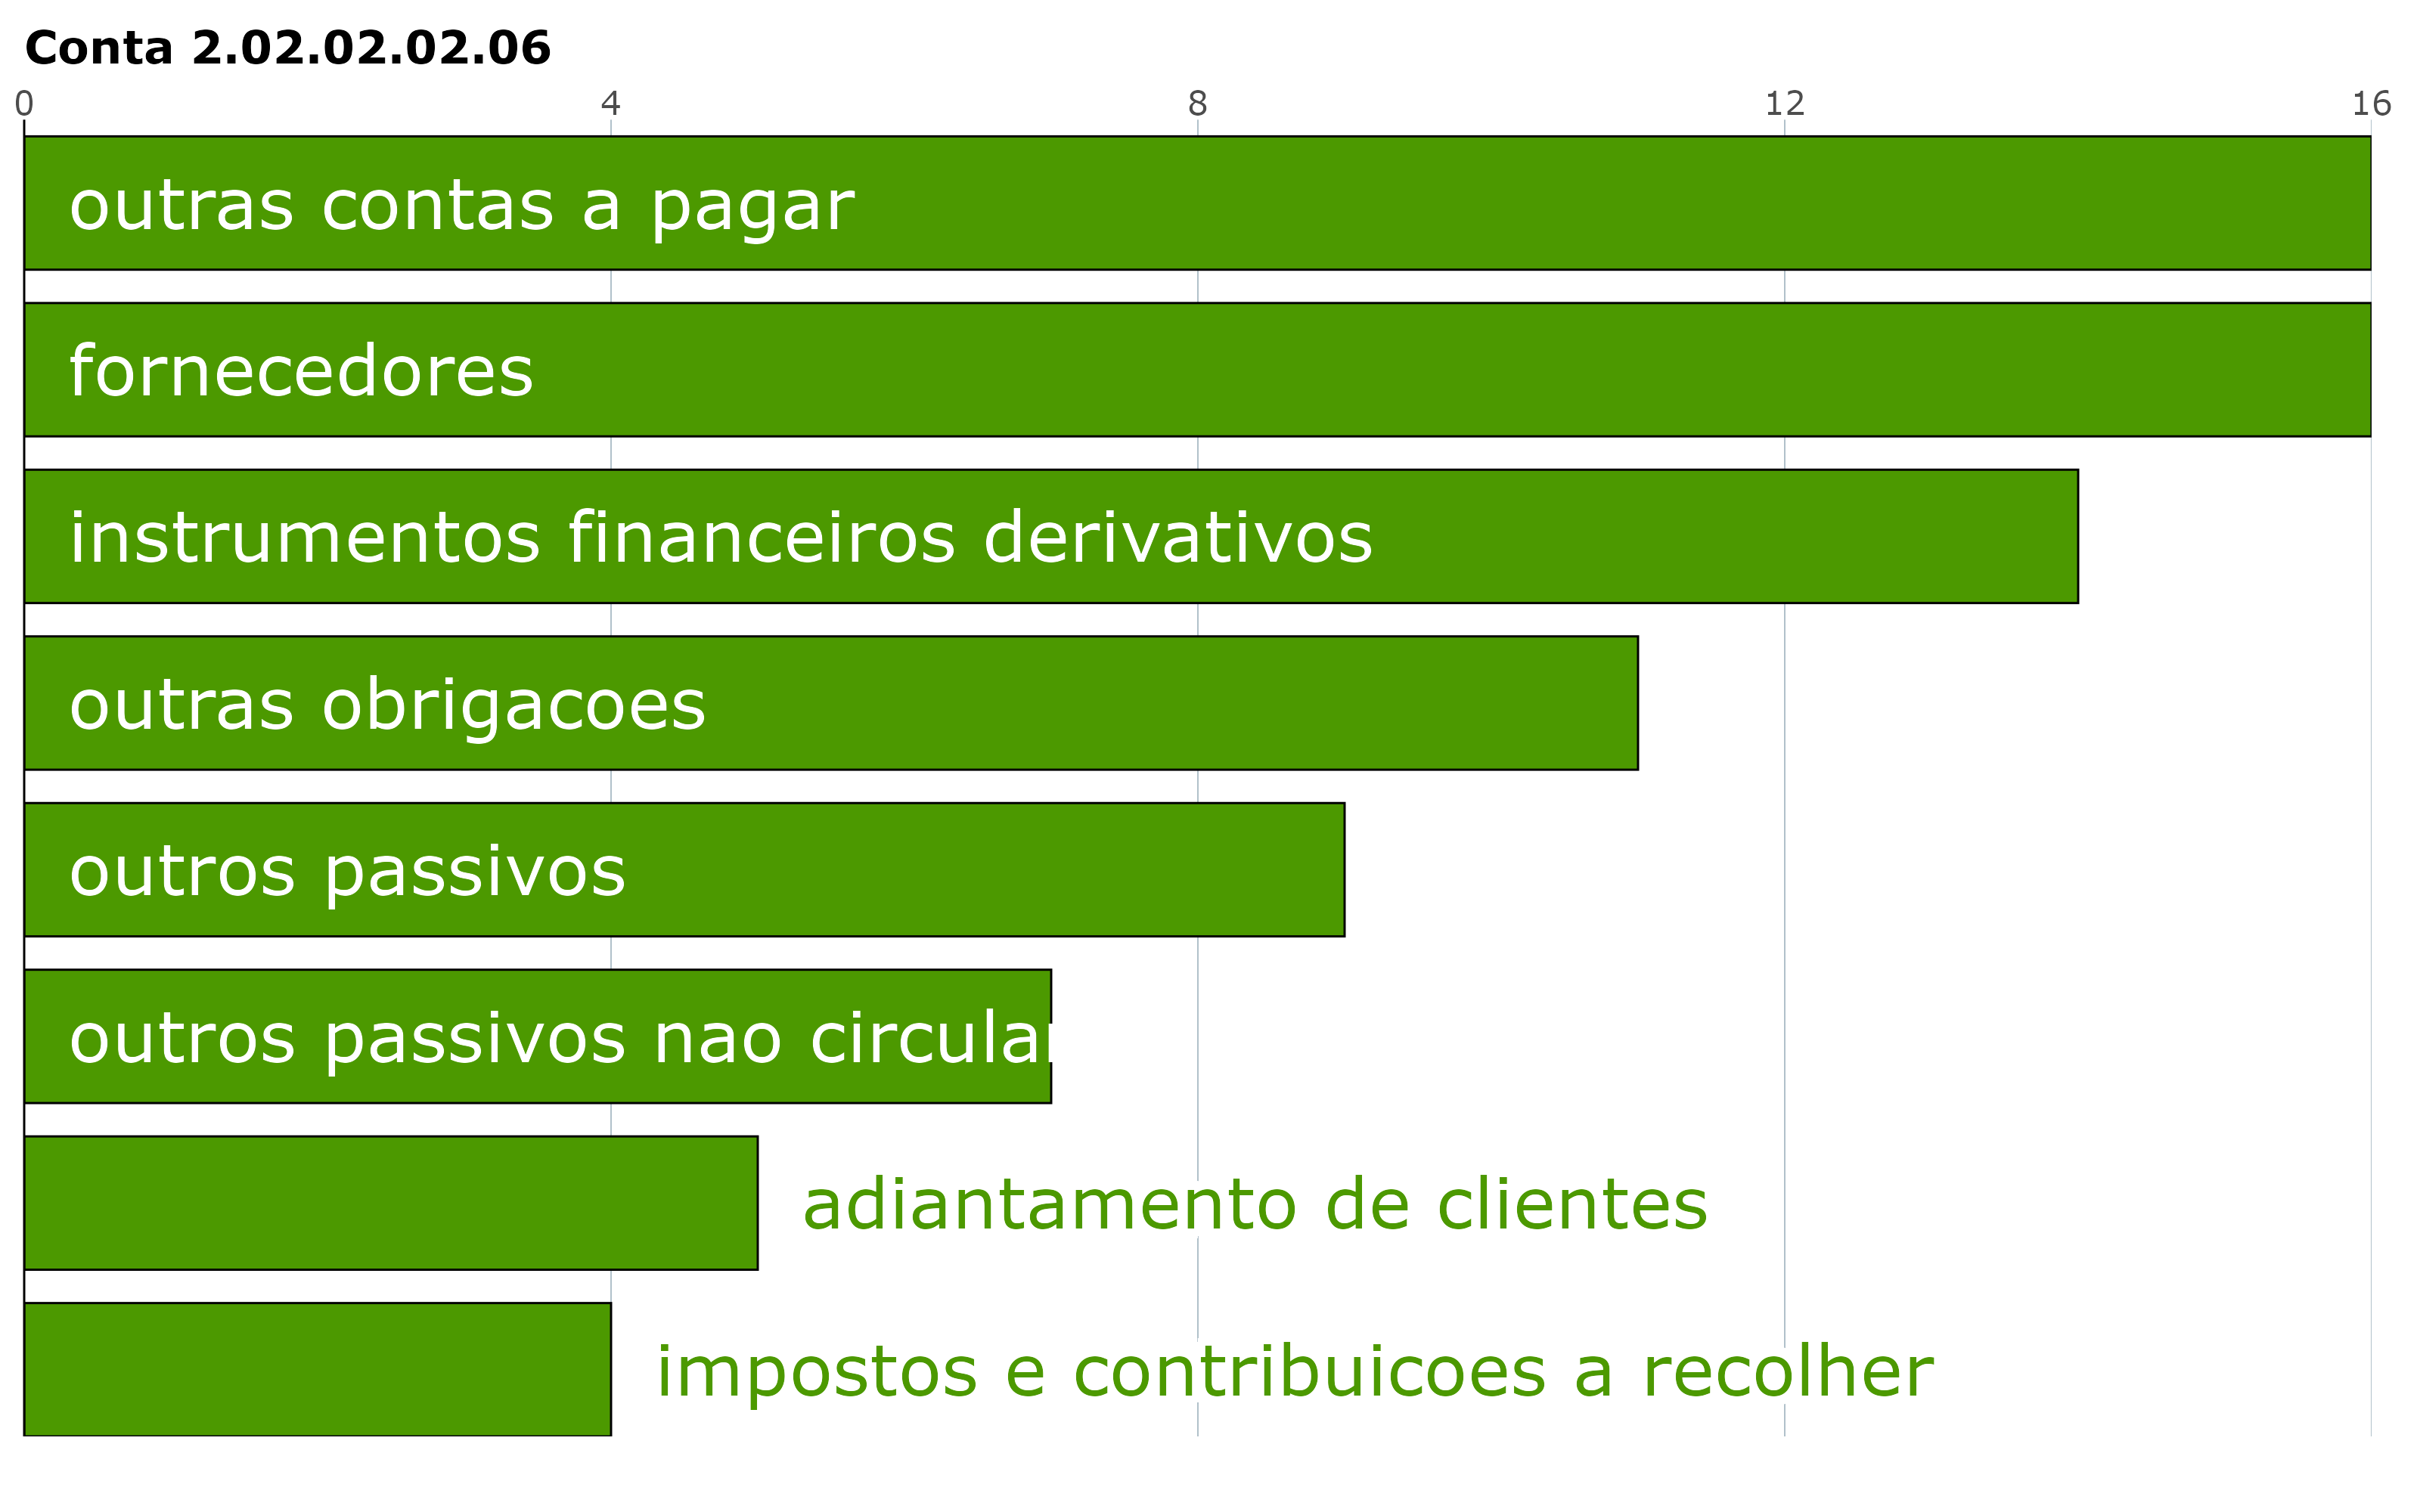 Conta 2.02.02.02.06
0 4 8 12 16
outras contas a pagar
fornecedores
instrumentos financeiros derivativos
outras obrigacoes
outros passivos
outros passivos nao circular
adiantamento de clientes
impostos e contribuicoes a recolher